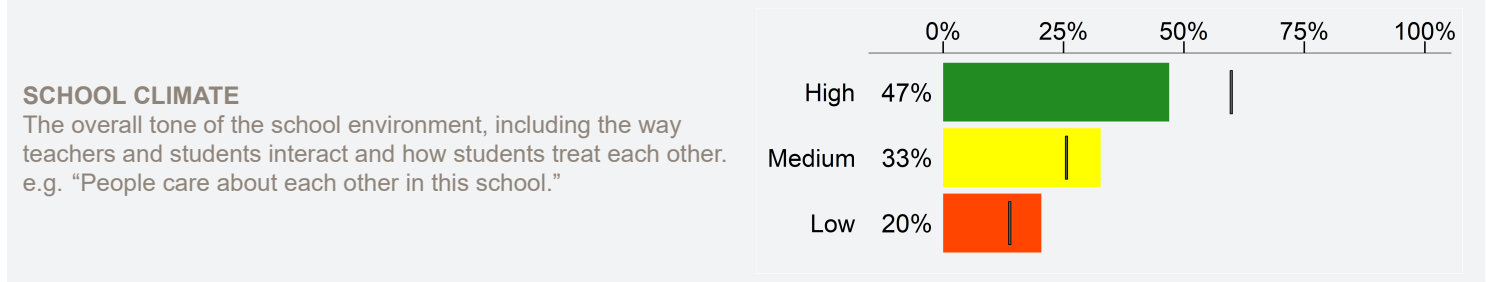 SCHOOL CLIMATE
The overall tone of the school environment, including the way
teachers and students interact and how students treat each other.
e.g. “People care about each other in this school.”
0% 25% 50% 75% 100%
High 47%
Medium 33%
Low 20%